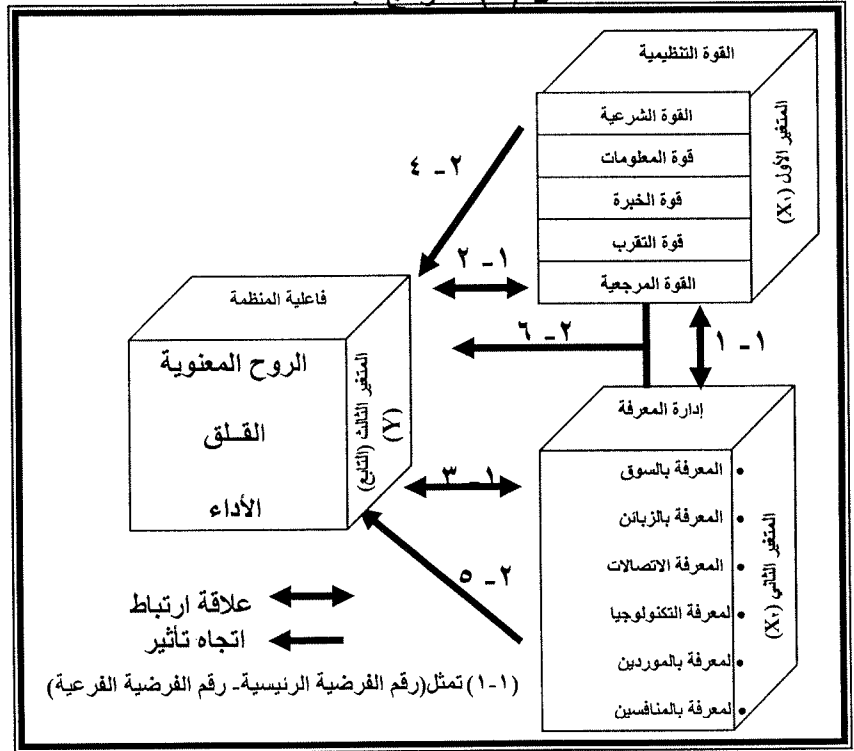 القوة التنظيمية
القوة الشرعية
قوة المعلومات
قوة الخبرة
قوة التقرب
القوة المرجعية
المتغير الأول (X١)
٢ - ٤
١ - ٢
٢ - ٦
١ - ١
فاعلية المنظمة
الروح المعنوية
القلق
الأداء
المتغير الثالث (التابع)
(Y)
إدارة المعرفة
• المعرفة بالسوق
• المعرفة بالزبائن
• المعرفة الاتصالات
• لمعرفة التكنولوجيا
• لمعرفة بالموردين
• لمعرفة بالمنافسين
المتغير الثاني (X٢)
١ - ٣
٢ - ٥
علاقة ارتباط
اتجاه تأثير
(١-١) تمثل(رقم الفرضية الرئيسية- رقم الفرضية الفرعية)